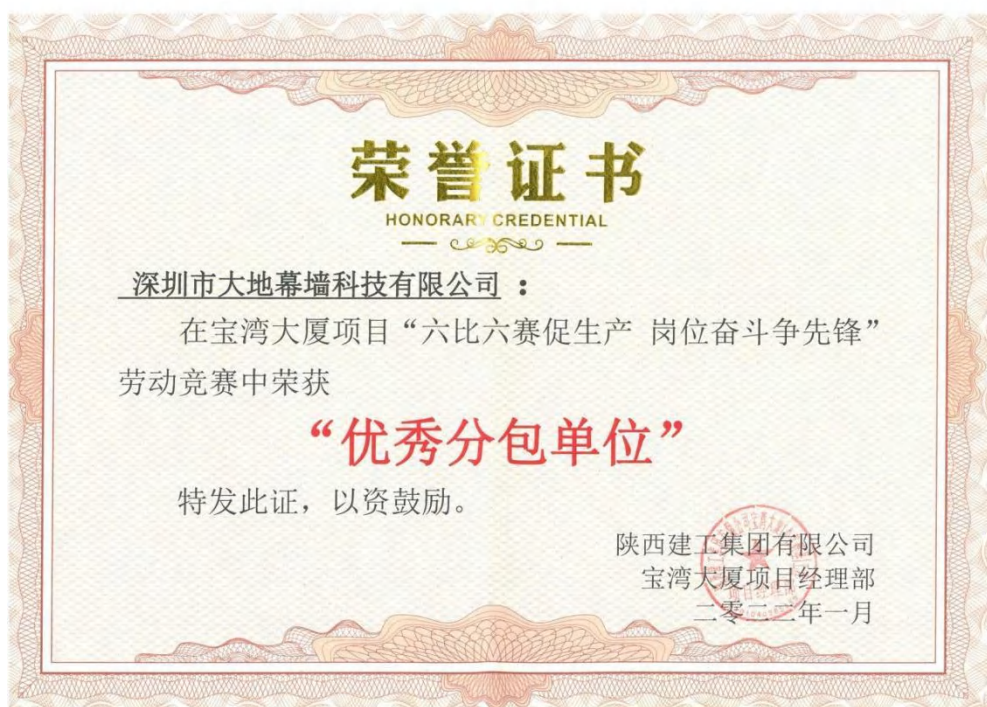 荣誉证书
HONORARY CREDENTIAL
深圳市大地幕墙科技有限公司：
在宝湾大厦项目“六比六赛促生产 岗位奋斗争先锋”
劳动竞赛中荣获
“优秀分包单位”
特发此证，以资鼓励。
陕西建工集团有限公司
宝湾大厦项目经理部
二零二二年一月